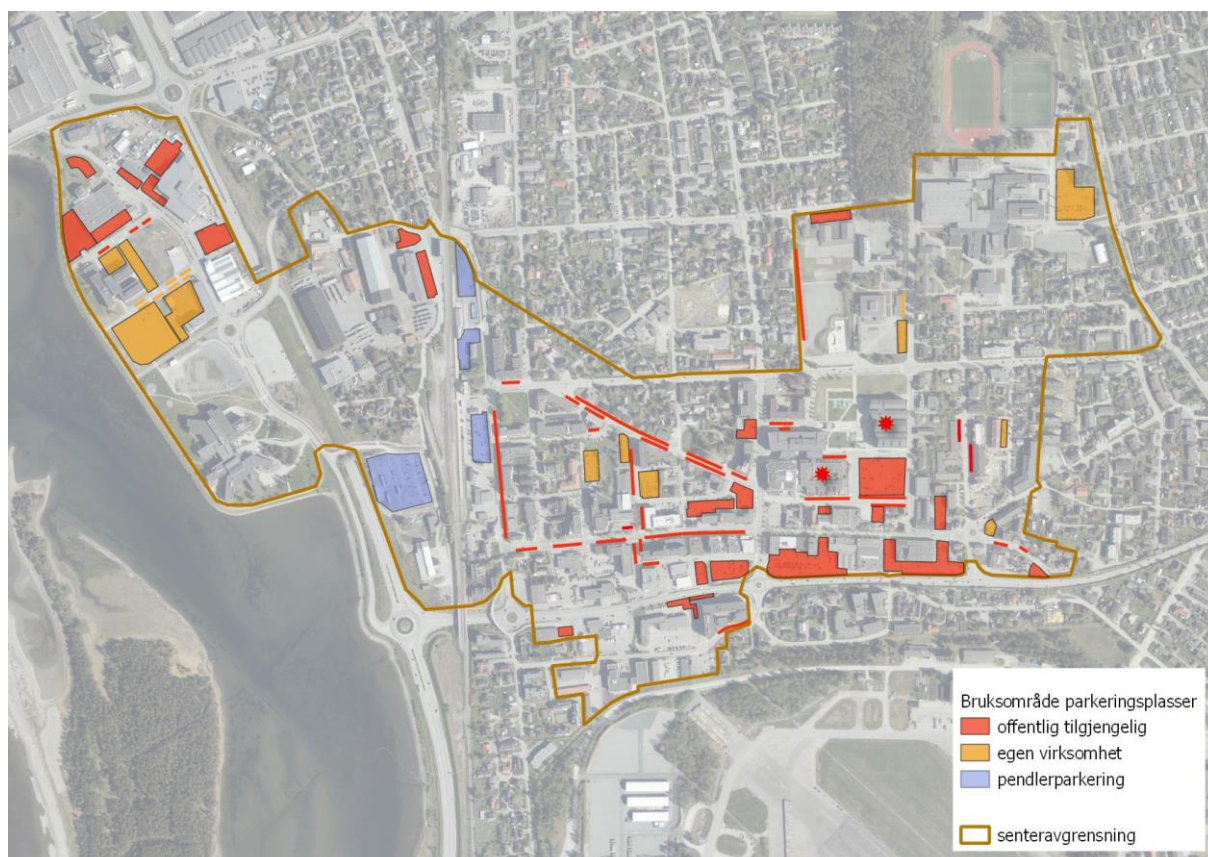 Bruksområde parkeringsplasser
offentlig tilgjengelig
egen virksomhet
pendlerparkering
senteravgrensning